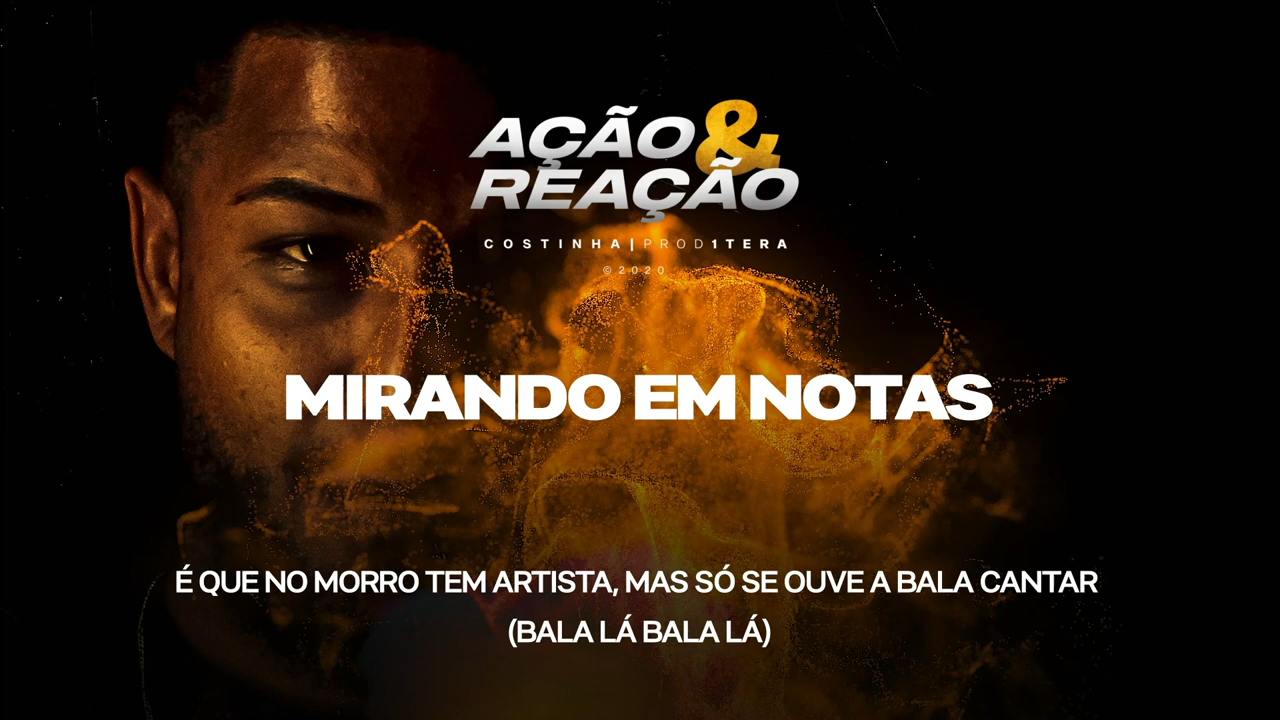 AÇÃO &
REAÇÃO
COSTINHA|PROD1TERA
©2020
MIRANDO EM NOTAS
É QUE NO MORRO TEM ARTISTA, MAS SÓ SE OUVE A BALA CANTAR
(BALA LÁ BALA LÁ)